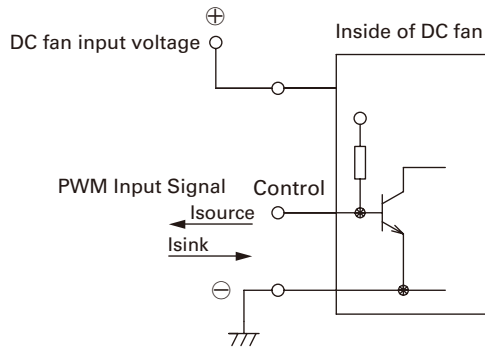 ⊕
DC fan input voltage
Inside of DC fan
PWM Input Signal
Control
Isource
Isink
⊖